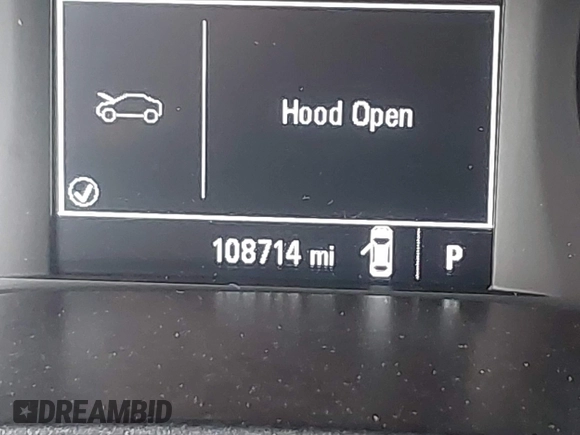 Hood Open
108714 mi
P
DREAMBID